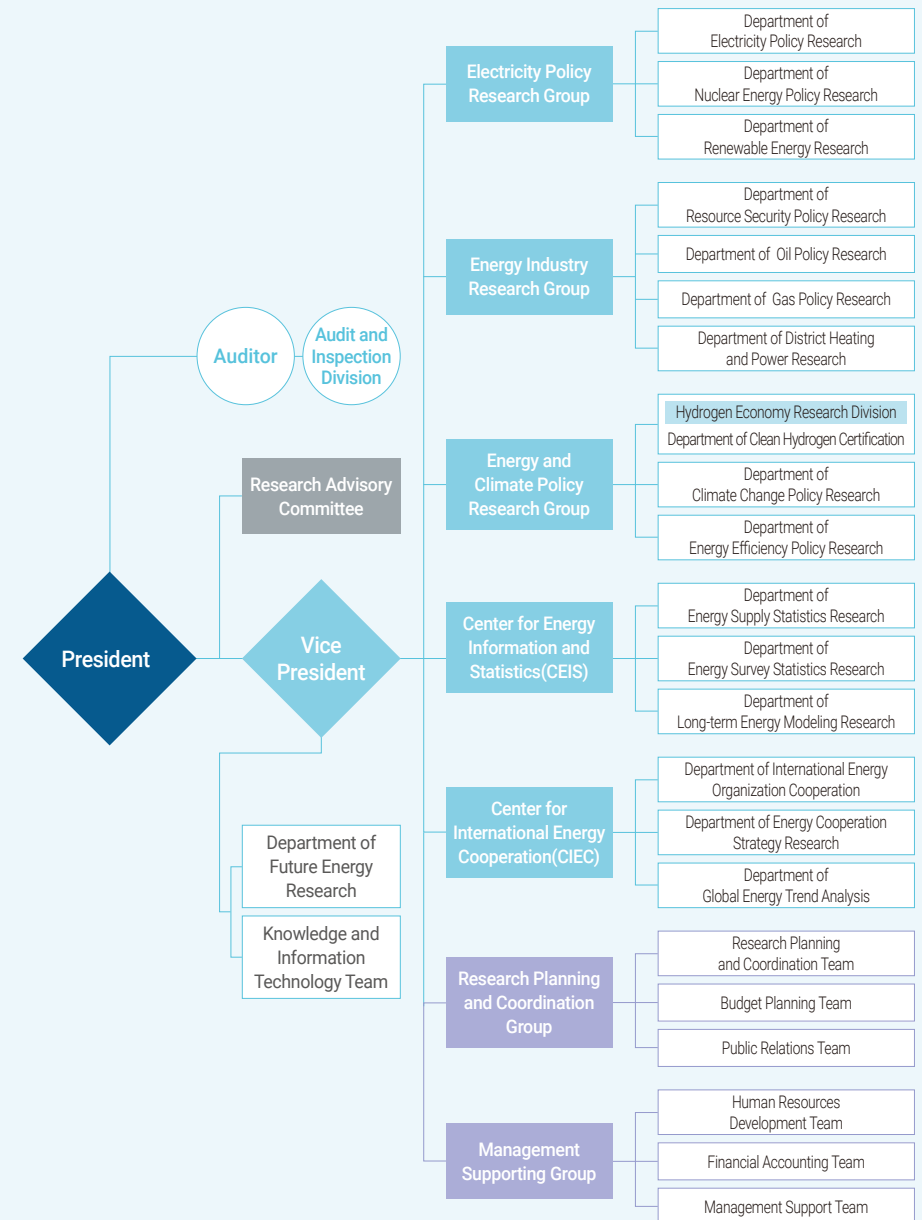 President
Auditor
Audit and
Inspection
Division
Research Advisory
Committee
Vice
President
Department of
Future Energy
Research
Knowledge and
Information
Technology Team
Electricity Policy
Research Group
Department of
Electricity Policy Research
Department of
Nuclear Energy Policy Research
Department of
Renewable Energy Research
Energy Industry
Research Group
Department of
Resource Security Policy Research
Department of Oil Policy Research
Department of Gas Policy Research
Department of District Heating
and Power Research
Energy and
Climate Policy
Research Group
Hydrogen Economy Research Division
Department of Clean Hydrogen Certification
Department of
Climate Change Policy Research
Department of
Energy Efficiency Policy Research
Center for Energy
Information and
Statistics(CEIS)
Department of
Energy Supply Statistics Research
Department of
Energy Survey Statistics Research
Department of
Long-term Energy Modeling Research
Center for
International Energy
Cooperation(CIEC)
Department of International Energy
Organization Cooperation
Department of Energy Cooperation
Strategy Research
Department of
Global Energy Trend Analysis
Research Planning
and Coordination
Group
Research Planning
and Coordination Team
Budget Planning Team
Public Relations Team
Management
Supporting Group
Human Resources
Development Team
Financial Accounting Team
Management Support Team